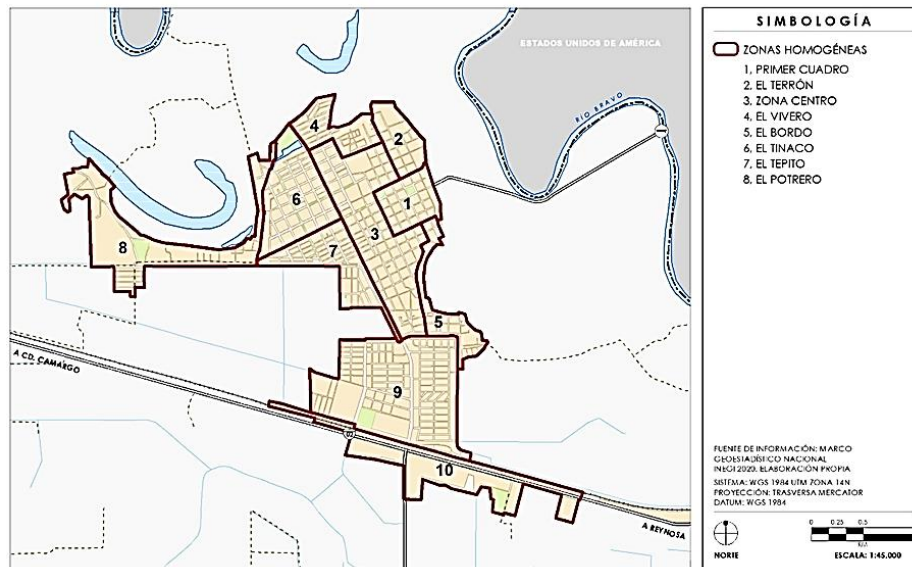 ESTADOS UNIDOS DE AMÉRICA
RÍO BRAVO
4
2
1
6
3
7
8
5
A CD. CAMARGO
9
10
A REYNOSA
SIMBOLOGÍA
ZONAS HOMOGÉNEAS
1, PRIMER CUADRO
2. EL TERRÓN
3. ZONA CENTRO
4, EL VIVERO
5. EL BORDO
6. EL TINACO
7. EL TEPITO
8. EL POTRERO
FUENTE DE INFORMACIÓN: MARCO
GEOESTADÍSTICO NACIONAL
INEGI 2020. ELABORACIÓN PROPIA
SISTEMA: WGS 1984 UTM ZONA 14N
PROYECCIÓN: TRASVERSA MERCATOR
DATUM: WGS 1984
NORTE
0 0.25 0.5
ESCALA: 1:45,000